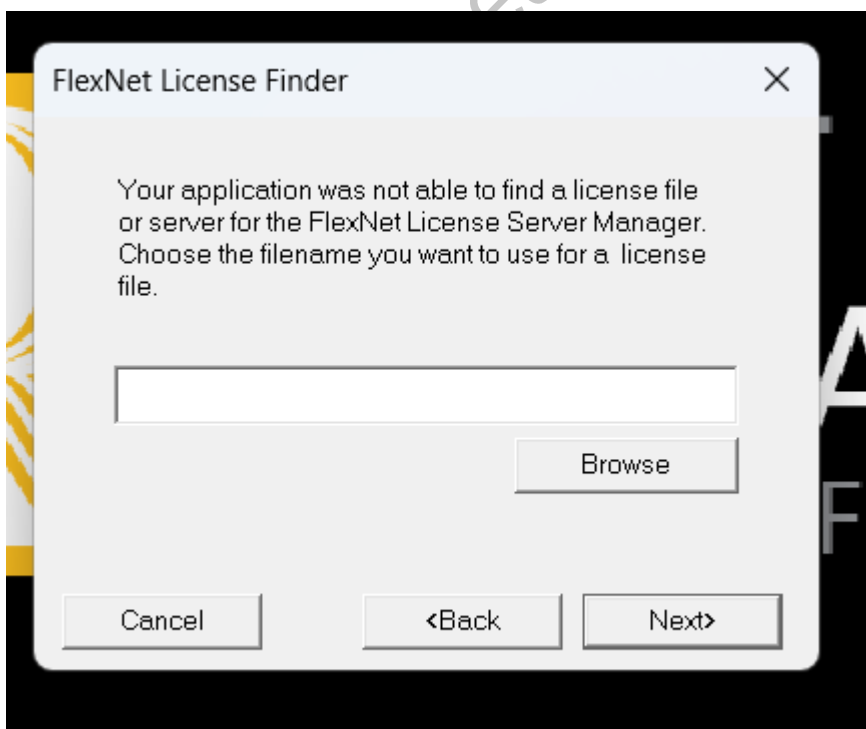 FlexNet License Finder
Your application was not able to find a license file
or server for the FlexNet License Server Manager.
Choose the filename you want to use for a license
file.
Browse
Cancel
<Back
Next>